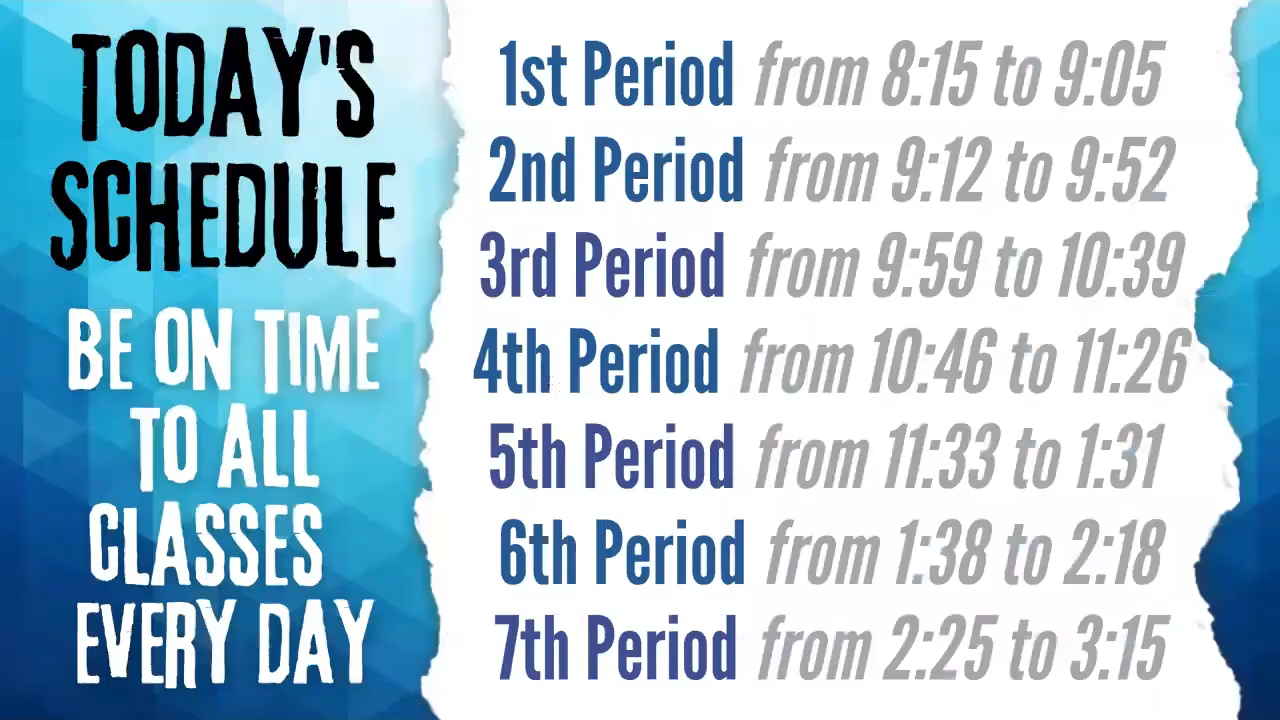 TODAY'S
SCHEDULE
BE ON TIME
TO ALL
CLASSES
EVERY DAY
1st Period from 8:15 to 9:05
2nd Period from 9:12 to 9:52
3rd Period from 9:59 to 10:39
4th Period from 10:46 to 11:26
5th Period from 11:33 to 1:31
6th Period from 1:38 to 2:18
7th Period from 2:25 to 3:15